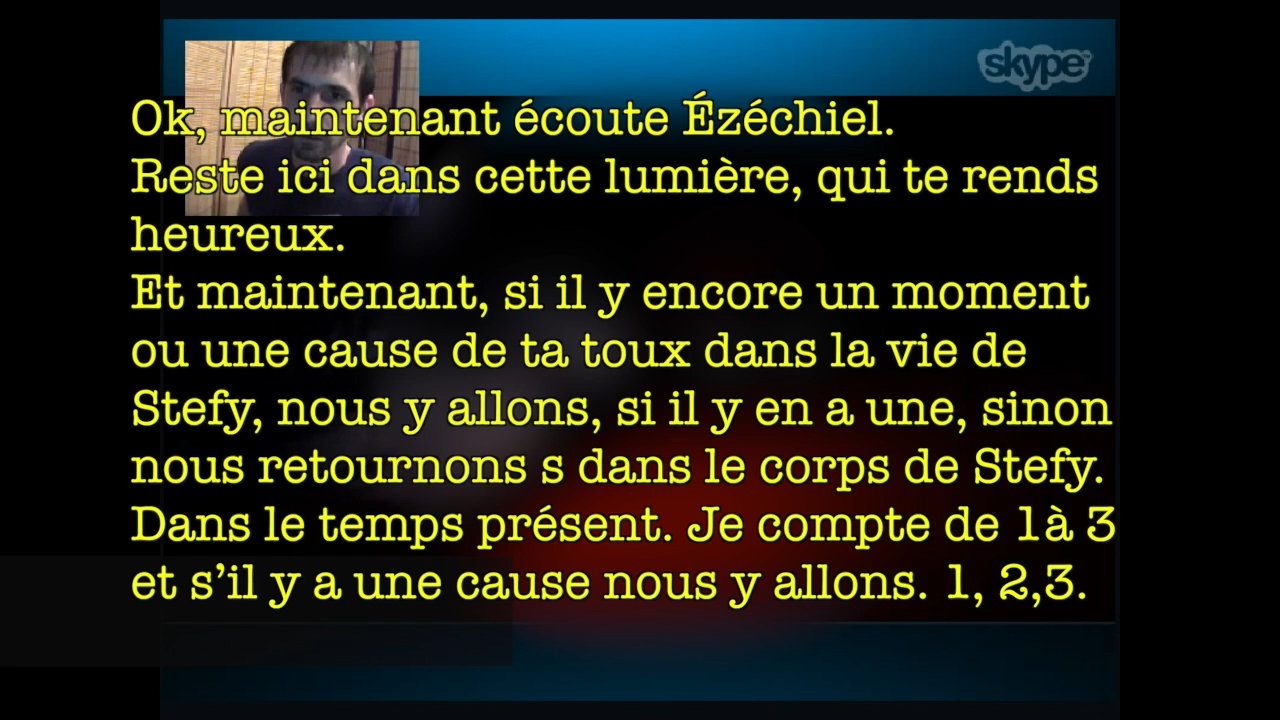 skype
Ok, maintenant écoute Ézéchiel.
Reste ici dans cette lumière, qui te rends
heureux.
Et maintenant, si il y encore un moment
ou une cause de ta toux dans la vie de
Stefy, nous y allons, si il y en a une, sinon
nous retournons s dans le corps de Stefy.
Dans le temps présent. Je compte de 1à 3
et s’il y a une cause nous y allons. 1, 2,3.